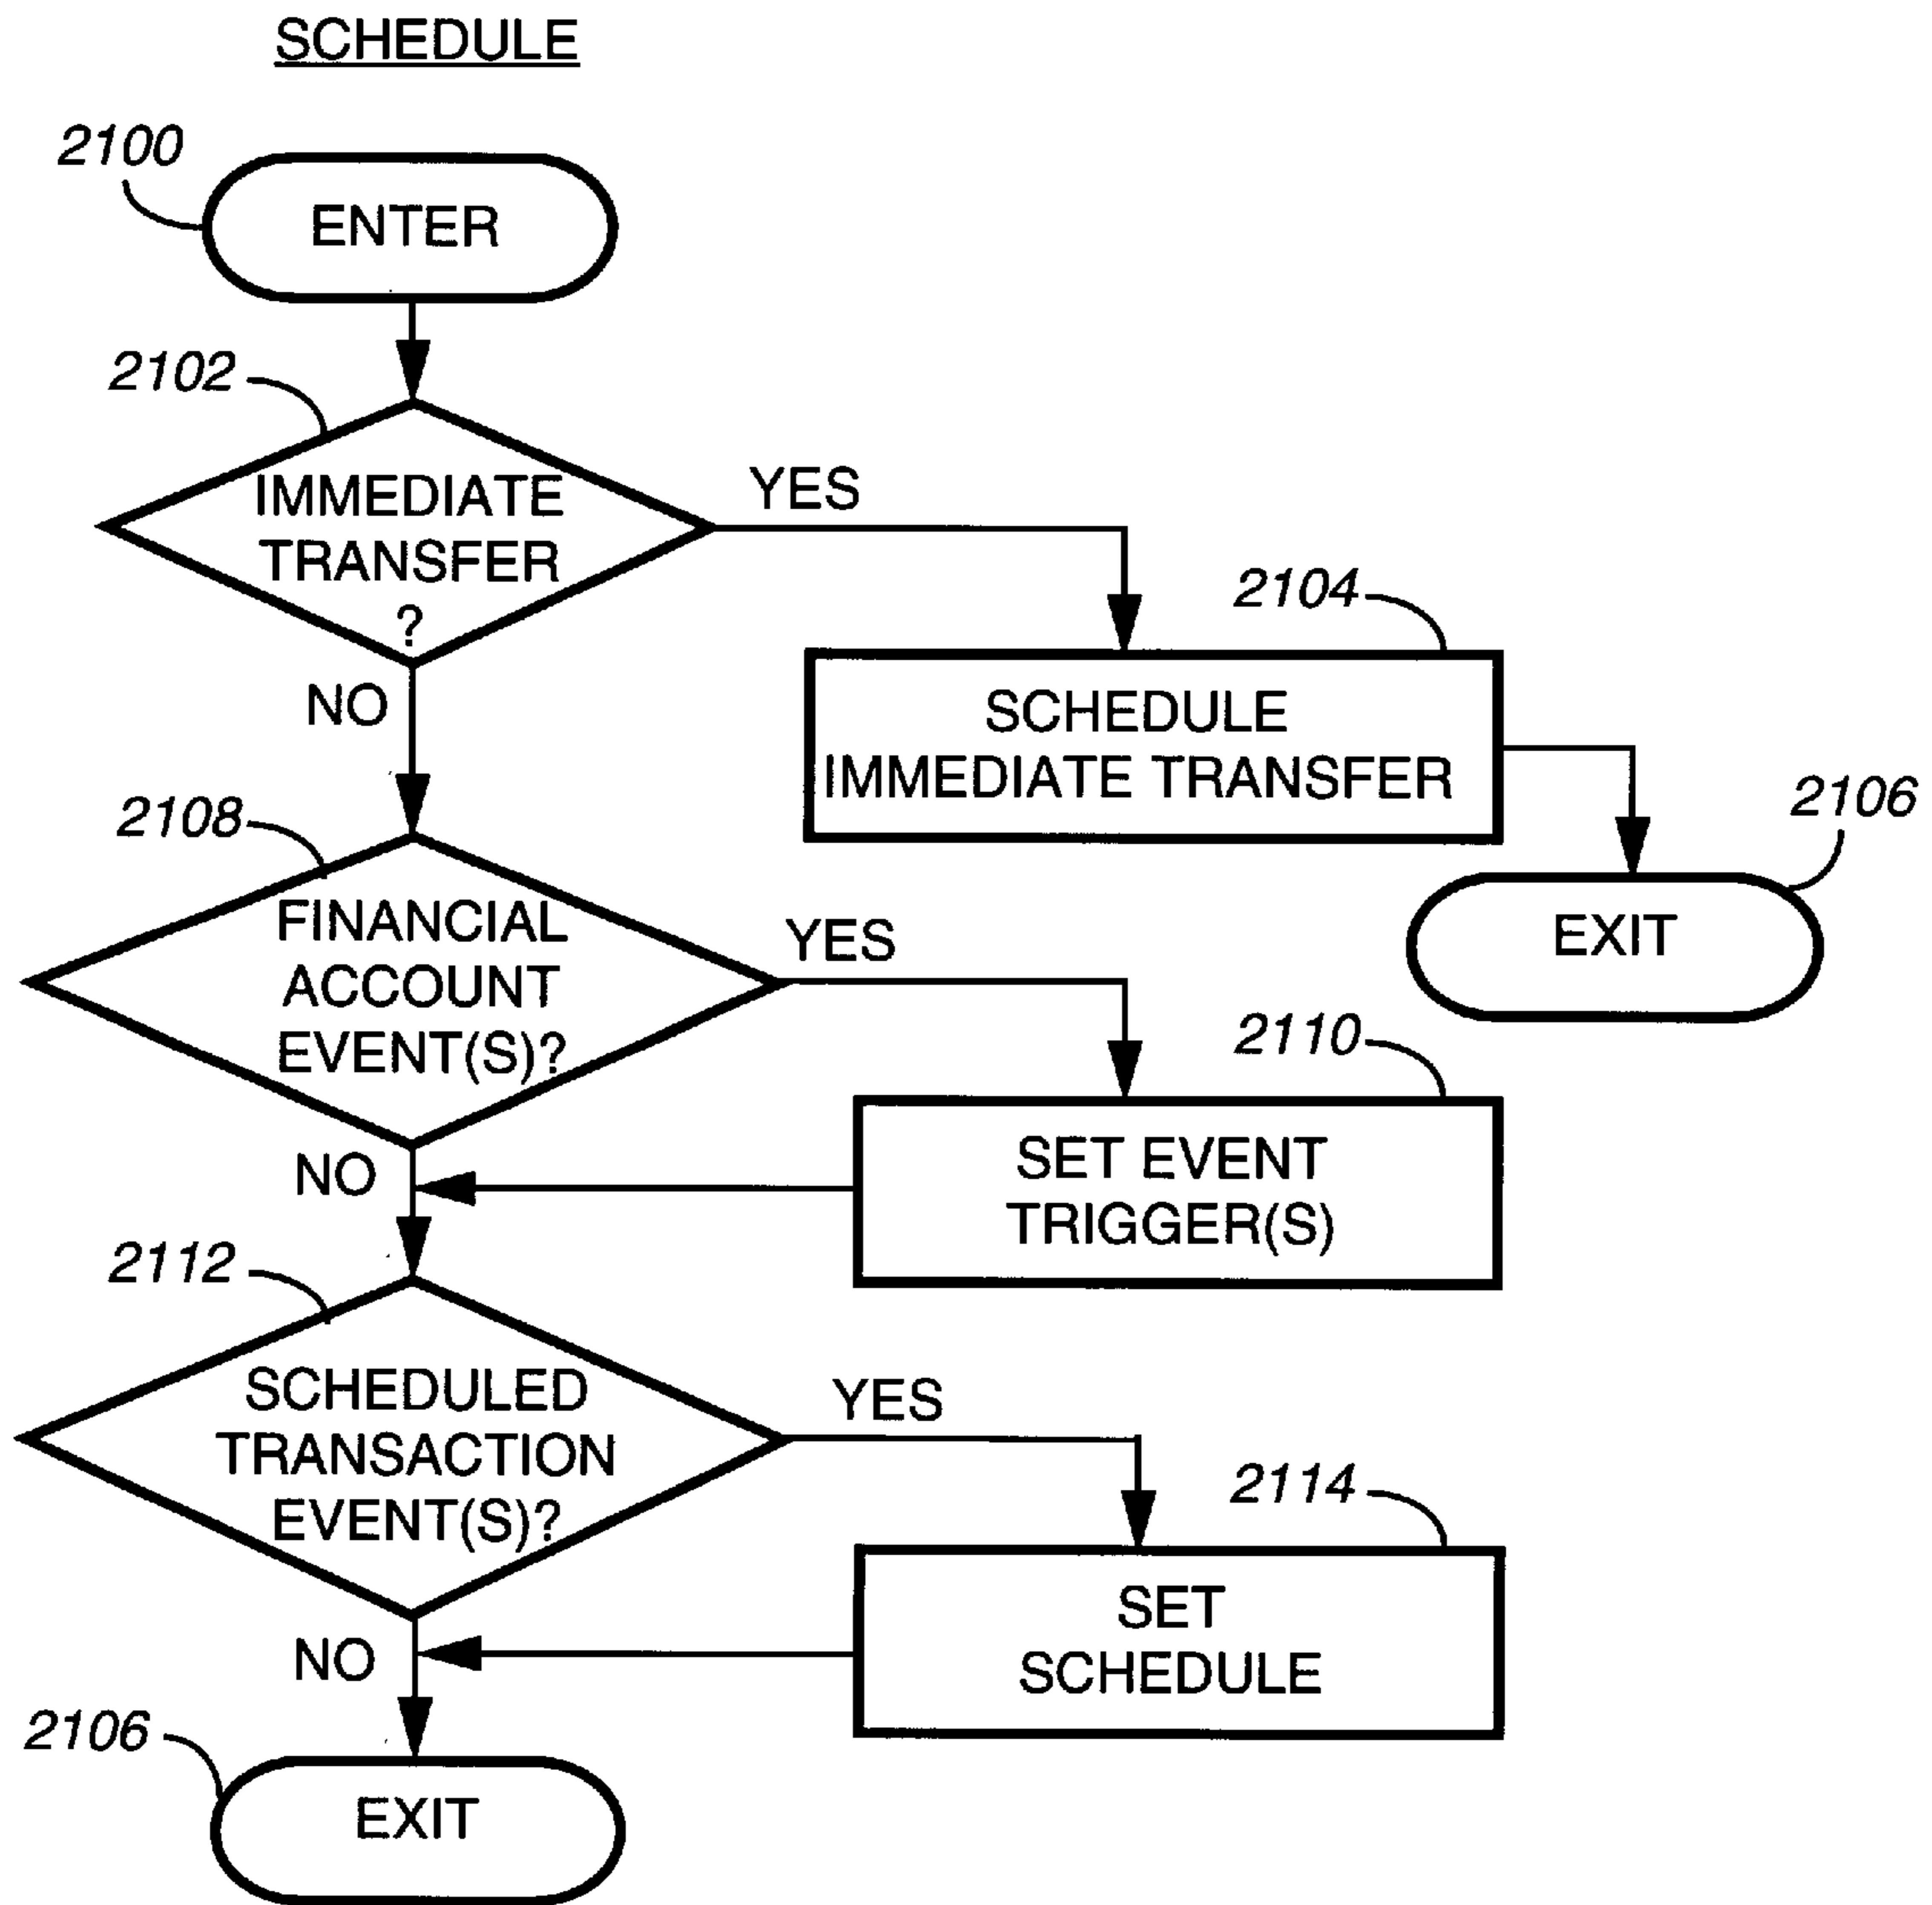 SCHEDULE
2100
ENTER
2102
IMMEDIATE
TRANSFER
?
YES
NO
2104
SCHEDULE
IMMEDIATE TRANSFER
2106
EXIT
2108
FINANCIAL
ACCOUNT
EVENT(S)?
YES
NO
2110
SET EVENT
TRIGGER(S)
2112
SCHEDULED
TRANSACTION
EVENT(S)?
YES
NO
2114
SET
SCHEDULE
2106
EXIT